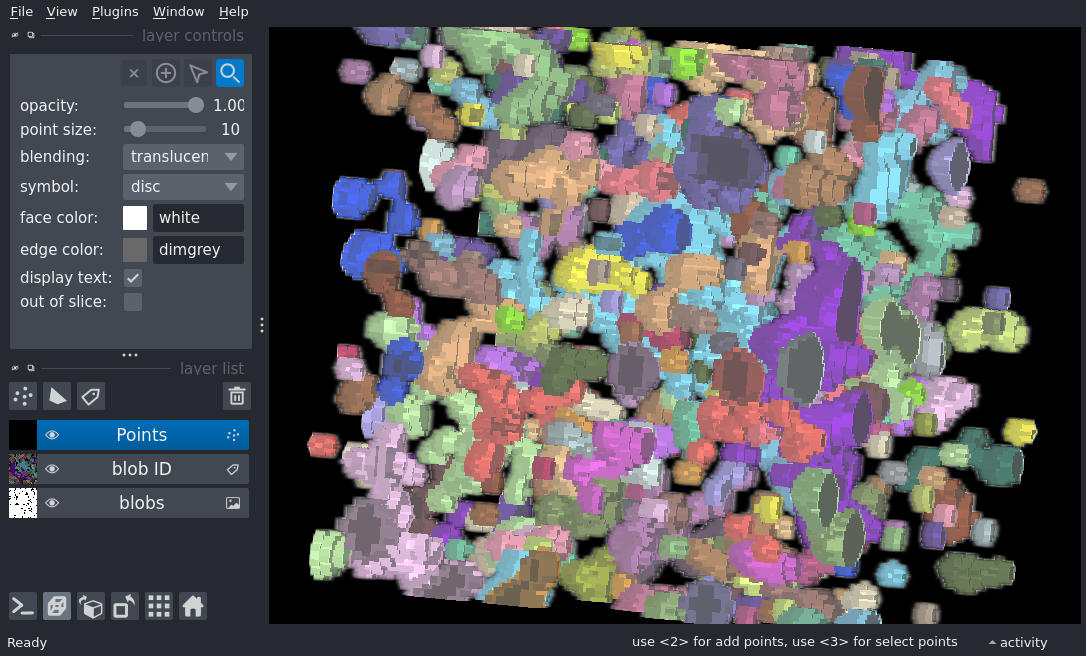 File View Plugins Window Help
layer controls
opacity: 1.00
point size: 10
blending: translucen
symbol: disc
face color: white
edge color: dimgrey
display text:
out of slice:
layer list
Points
blob ID
blobs
Ready
use <2> for add points, use <3> for select points
activity